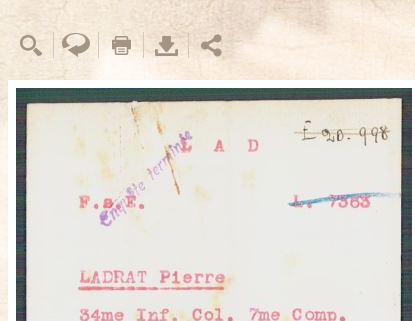 E 20.998
L A D
Enquête terminée
F.s.E.
L. 7383
LADRAT Pierre
34me Inf. Col. 7me Comp.